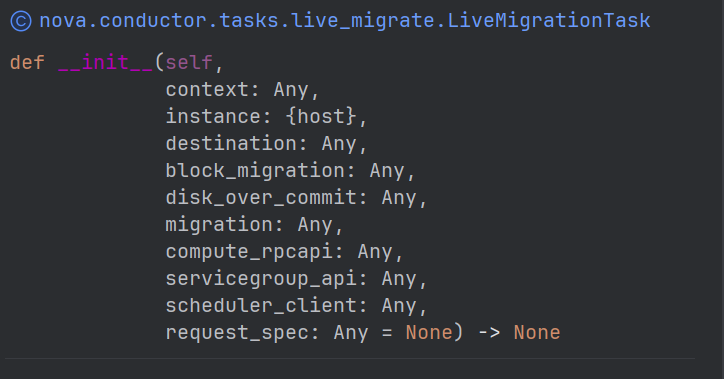 © nova.conductor.tasks.live_migrate.LiveMigrationTask
def __init__(self,
context: Any,
instance: {host},
destination: Any,
block_migration: Any,
disk_over_commit: Any,
migration: Any,
compute_rpcapi: Any,
servicegroup_api: Any,
scheduler_client: Any,
request_spec: Any = None) -> None